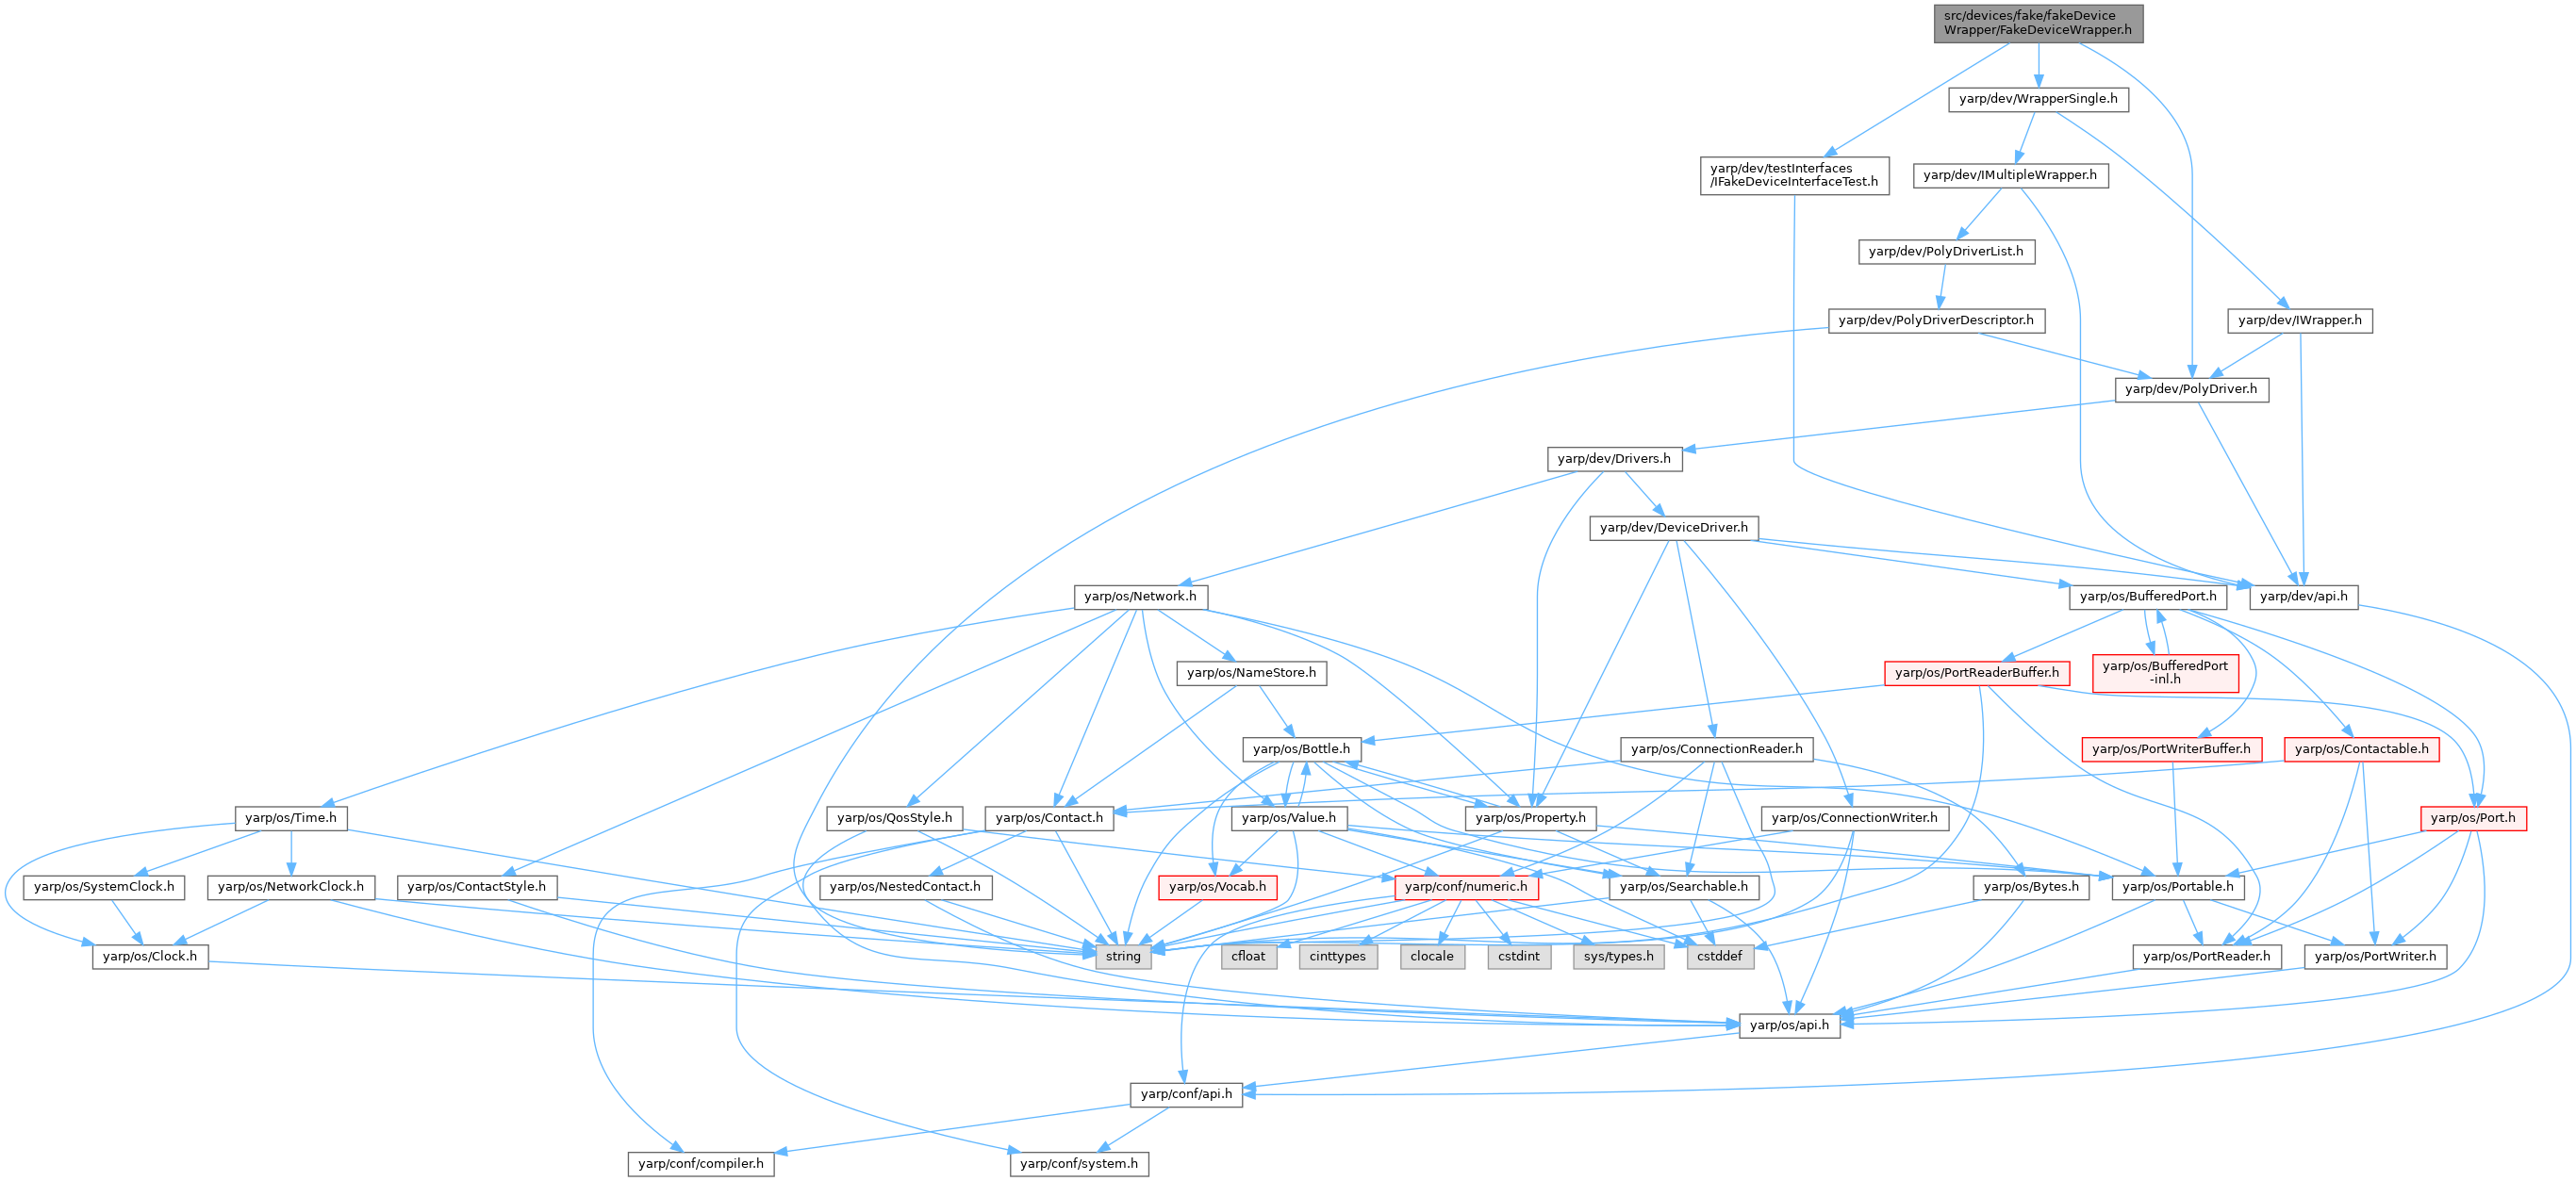 src/devices/fake/fakeDevice
Wrapper/FakeDeviceWrapper.h
yarp/dev/WrapperSingle.h
yarp/dev/testInterfaces
/IFakeDeviceInterfaceTest.h
yarp/dev/IMultipleWrapper.h
yarp/dev/PolyDriverList.h
yarp/dev/PolyDriverDescriptor.h
yarp/dev/IWrapper.h
yarp/dev/PolyDriver.h
yarp/dev/Drivers.h
yarp/dev/DeviceDriver.h
yarp/os/Network.h
yarp/os/BufferedPort.h
yarp/dev/api.h
yarp/os/NameStore.h
yarp/os/PortReaderBuffer.h
yarp/os/BufferedPort
-inl.h
yarp/os/Bottle.h
yarp/os/ConnectionReader.h
yarp/os/PortWriterBuffer.h
yarp/os/Contactable.h
yarp/os/Time.h
yarp/os/QosStyle.h
yarp/os/Contact.h
yarp/os/Value.h
yarp/os/Property.h
yarp/os/ConnectionWriter.h
yarp/os/Port.h
yarp/os/SystemClock.h
yarp/os/NetworkClock.h
yarp/os/ContactStyle.h
yarp/os/NestedContact.h
yarp/os/Vocab.h
yarp/conf/numeric.h
yarp/os/Searchable.h
yarp/os/Bytes.h
yarp/os/Portable.h
yarp/os/Clock.h
string
cfloat
cinttypes
clocale
cstdint
sys/types.h
cstddef
yarp/os/PortReader.h
yarp/os/PortWriter.h
yarp/os/api.h
yarp/conf/api.h
yarp/conf/compiler.h
yarp/conf/system.h